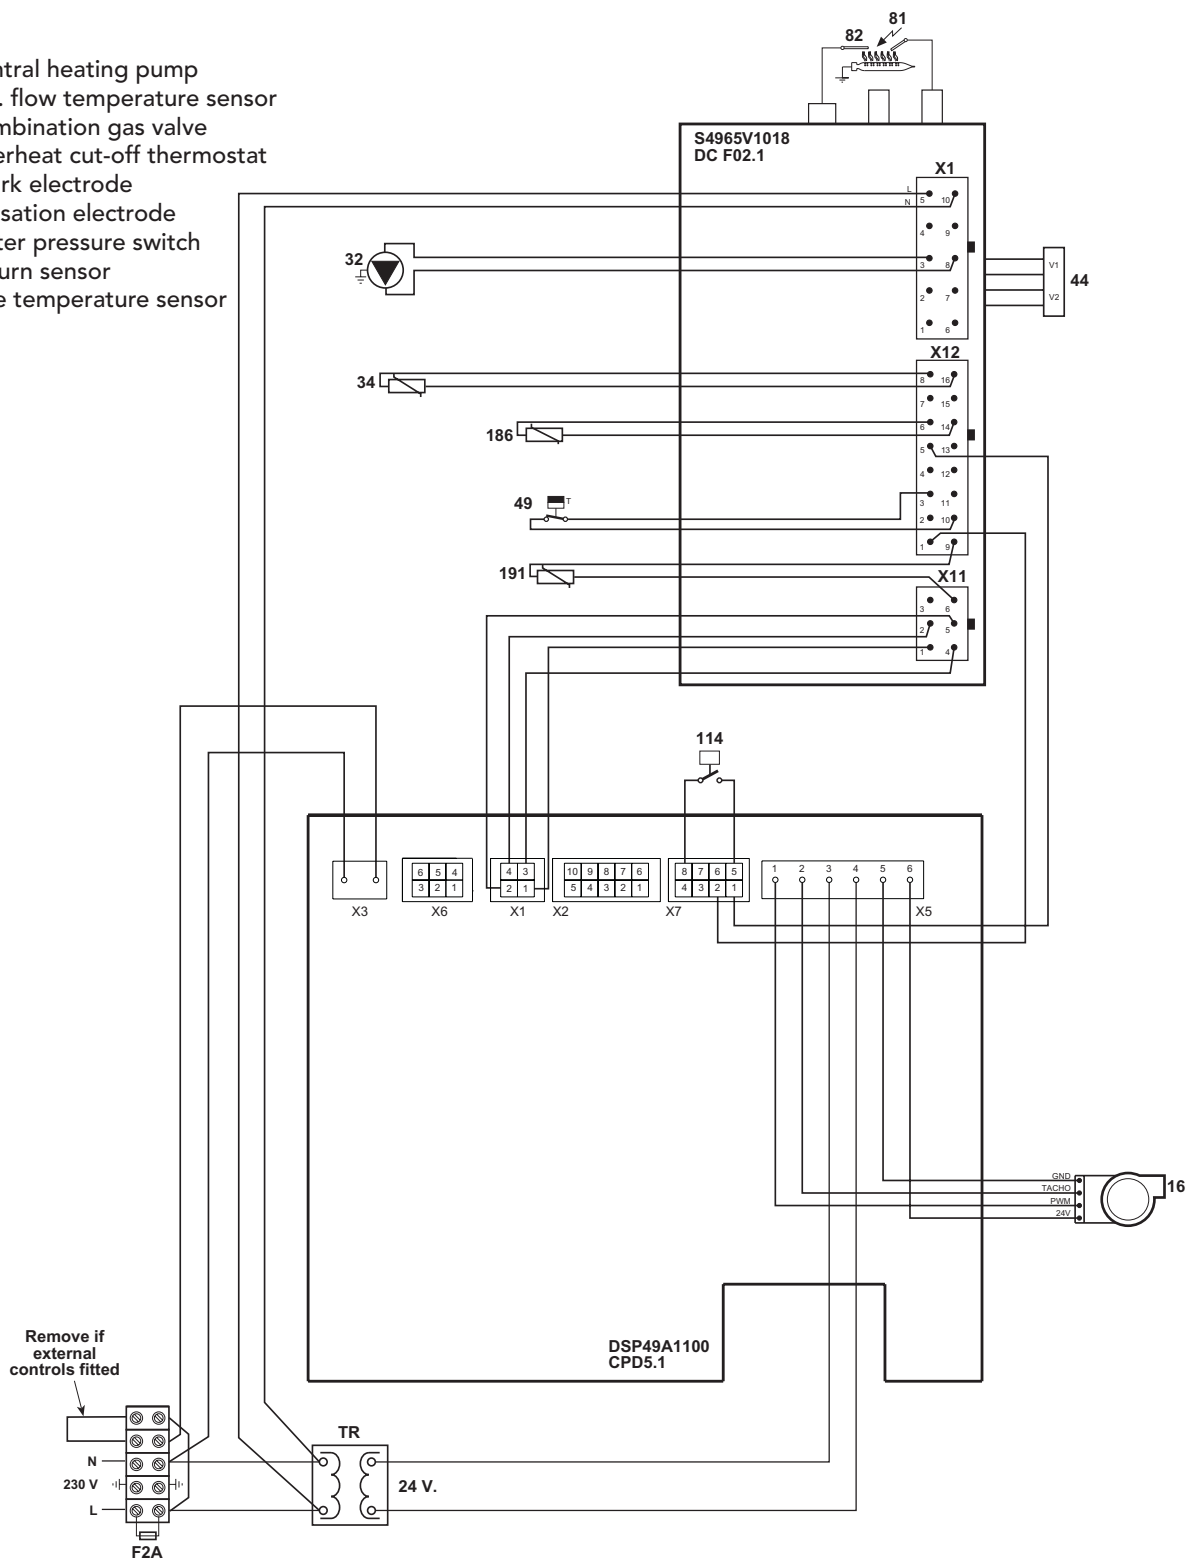 81
82
ntral heating pump
. flow temperature sensor
mbination gas valve
erheat cut-off thermostat
rk electrode
sation electrode
ter pressure switch
urn sensor
e temperature sensor
S4965V1018
DC F02.1
X1
L
N
5 10
4 9
3 8
2 7
1 6
32
V1
V2
44
X12
8 16
7 15
6 14
5 13
4 12
3 11
2 10
1 9
34
186
49
T
191
X11
3 6
2 5
1 4
114
6 5 4
3 2 1
4 3
2 1
10 9 8 7 6
5 4 3 2 1
8 7 6 5
4 3 2 1
1 2 3 4 5 6
X3
X6
X1
X2
X7
X5
GND
TACHO
PWM
24V
16
DSP49A1100
CPD5.1
Remove if
external
controls fitted
TR
N
230 V
L
24 V.
F2A